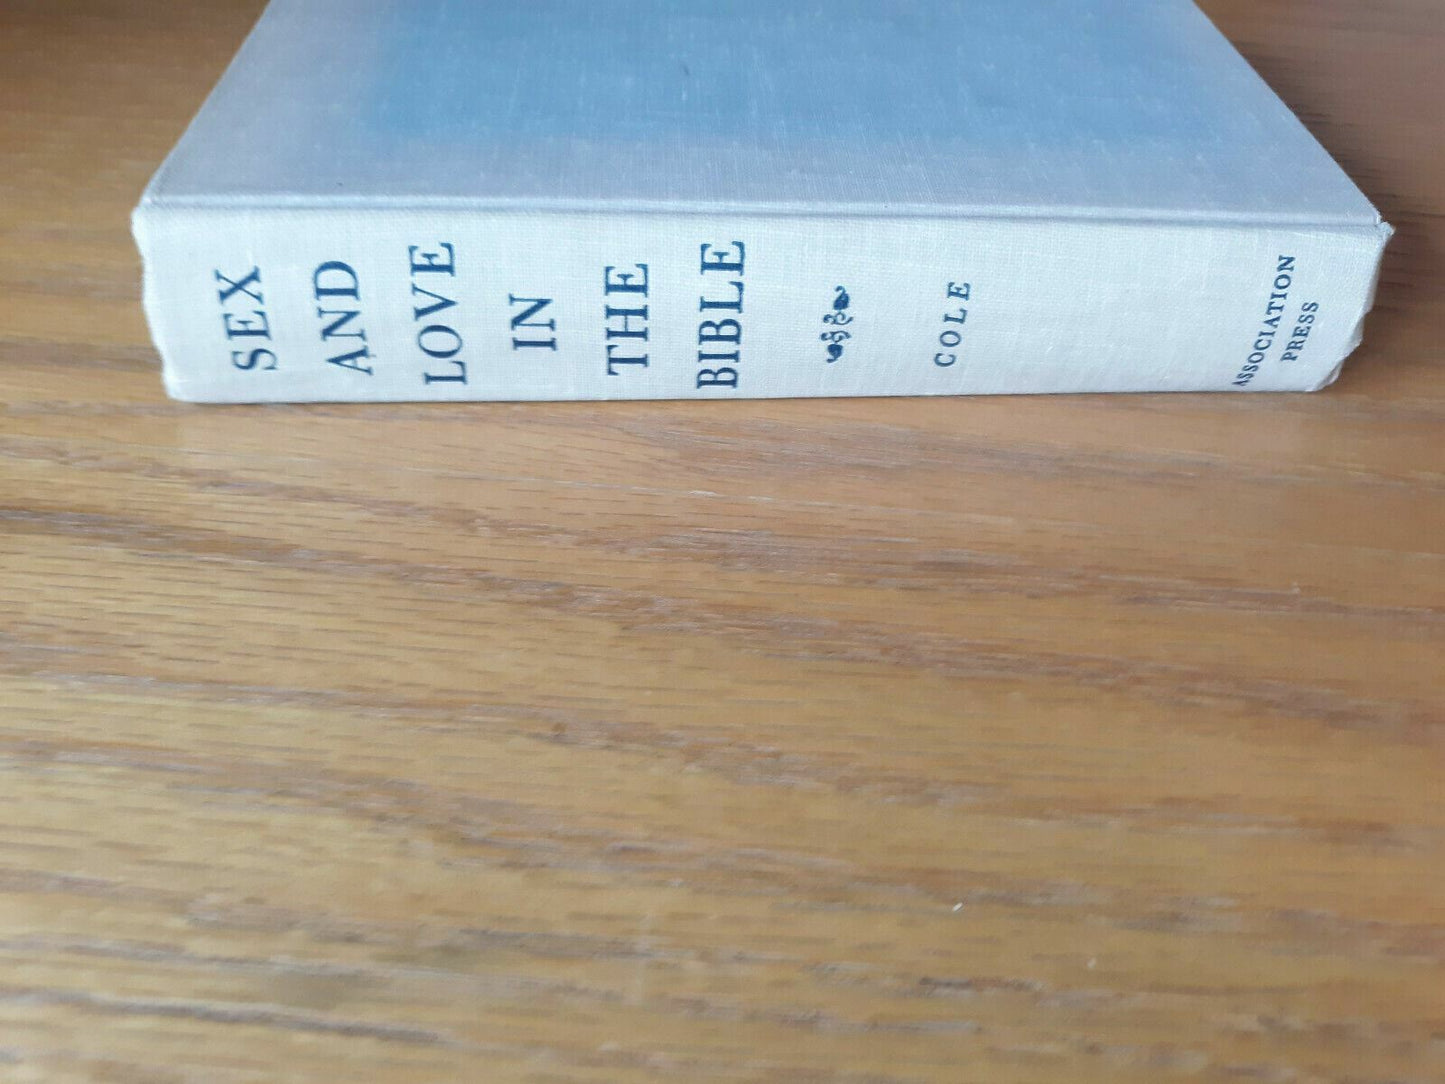 SEX
AND
LOVE
IN
THE
BIBLE
COLE
ASSOCIATION
PRESS